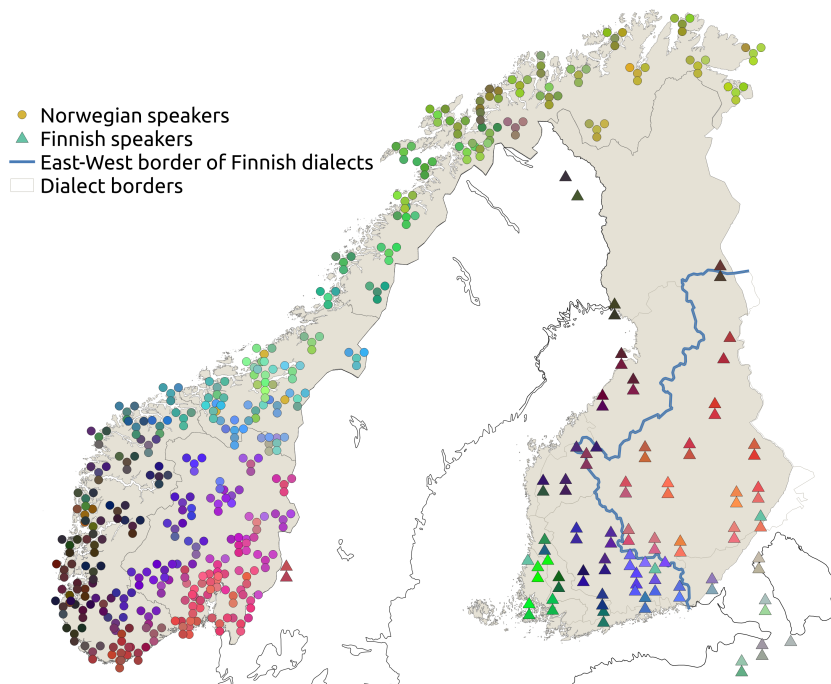 Norwegian speakers
Finnish speakers
East-West border of Finnish dialects
Dialect borders